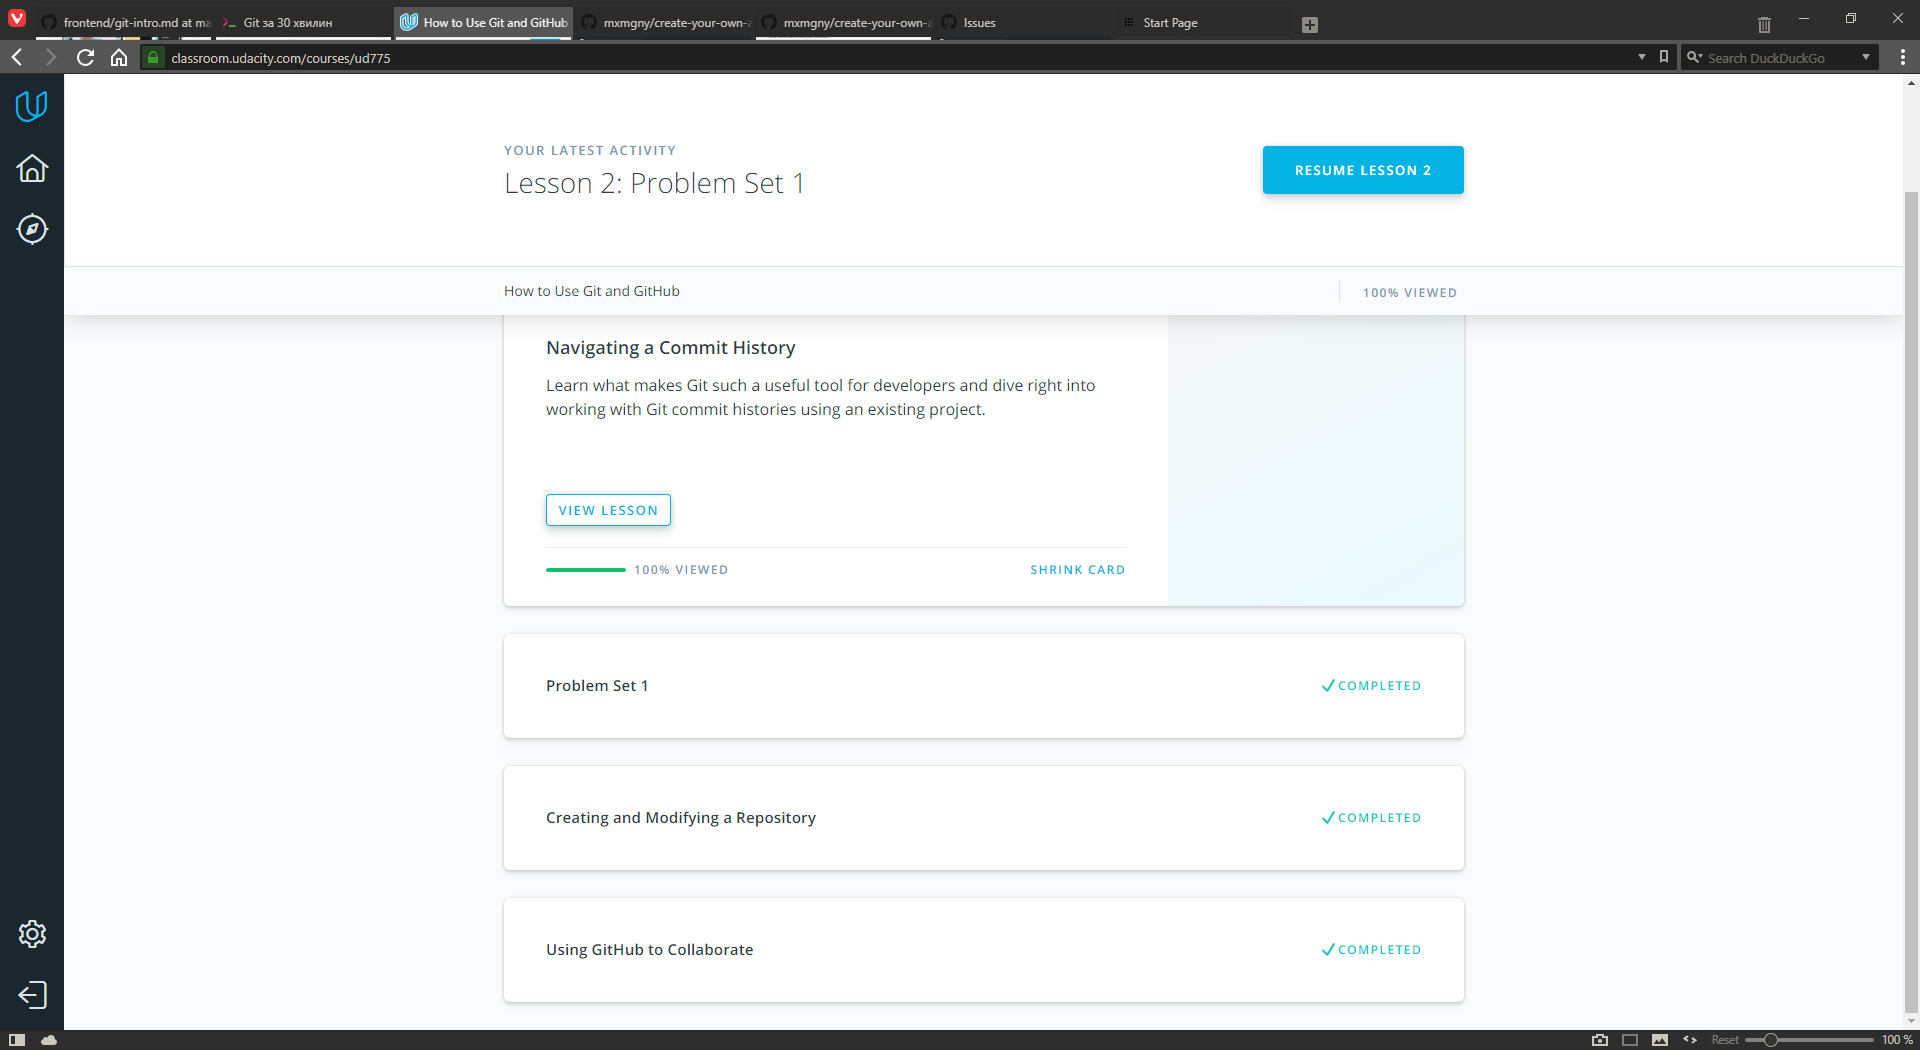 frontend/git-intro.md at ma
Git за 30 хвилин
How to Use Git and GitHub
mxmgny/create-your-own-a
mxmgny/create-your-own-a
Issues
Start Page
classroom.udacity.com/courses/ud775
Search DuckDuckGo
YOUR LATEST ACTIVITY
Lesson 2: Problem Set 1
RESUME LESSON 2
How to Use Git and GitHub
100% VIEWED
Navigating a Commit History
Learn what makes Git such a useful tool for developers and dive right into
working with Git commit histories using an existing project.
VIEW LESSON
100% VIEWED
SHRINK CARD
Problem Set 1
COMPLETED
Creating and Modifying a Repository
COMPLETED
Using GitHub to Collaborate
COMPLETED
Reset
100 %